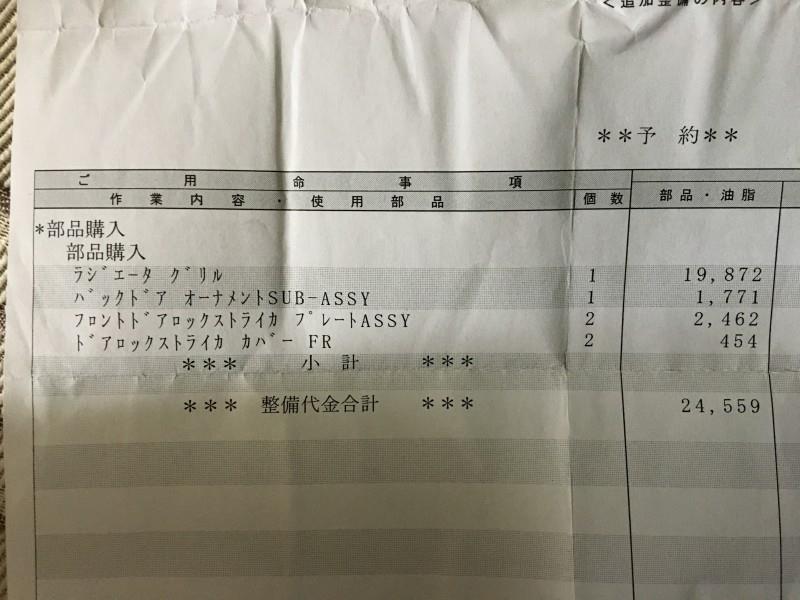 ＜追加整備の内容＞
**予 約**
ご 用 命 事 項
作 業 内 容 ・ 使 用 部 品 個 数 部 品 ・ 油 脂
*部品購入
部品購入
ﾗｼﾞｴｰﾀ ｸﾞﾘﾙ 1 19,872
ﾊﾞｯｸﾄﾞｱ ｵｰﾅﾒﾝﾄSUB-ASSY 1 1,771
ﾌﾛﾝﾄﾄﾞｱﾛｯｸｽﾄﾗｲｶ ﾌﾟﾚｰﾄASSY 2 2,462
ﾄﾞｱﾛｯｸｽﾄﾗｲｶ ｶﾊﾞｰ FR 2 454
*** 小 計 ***
*** 整備代金合計 *** 24,559